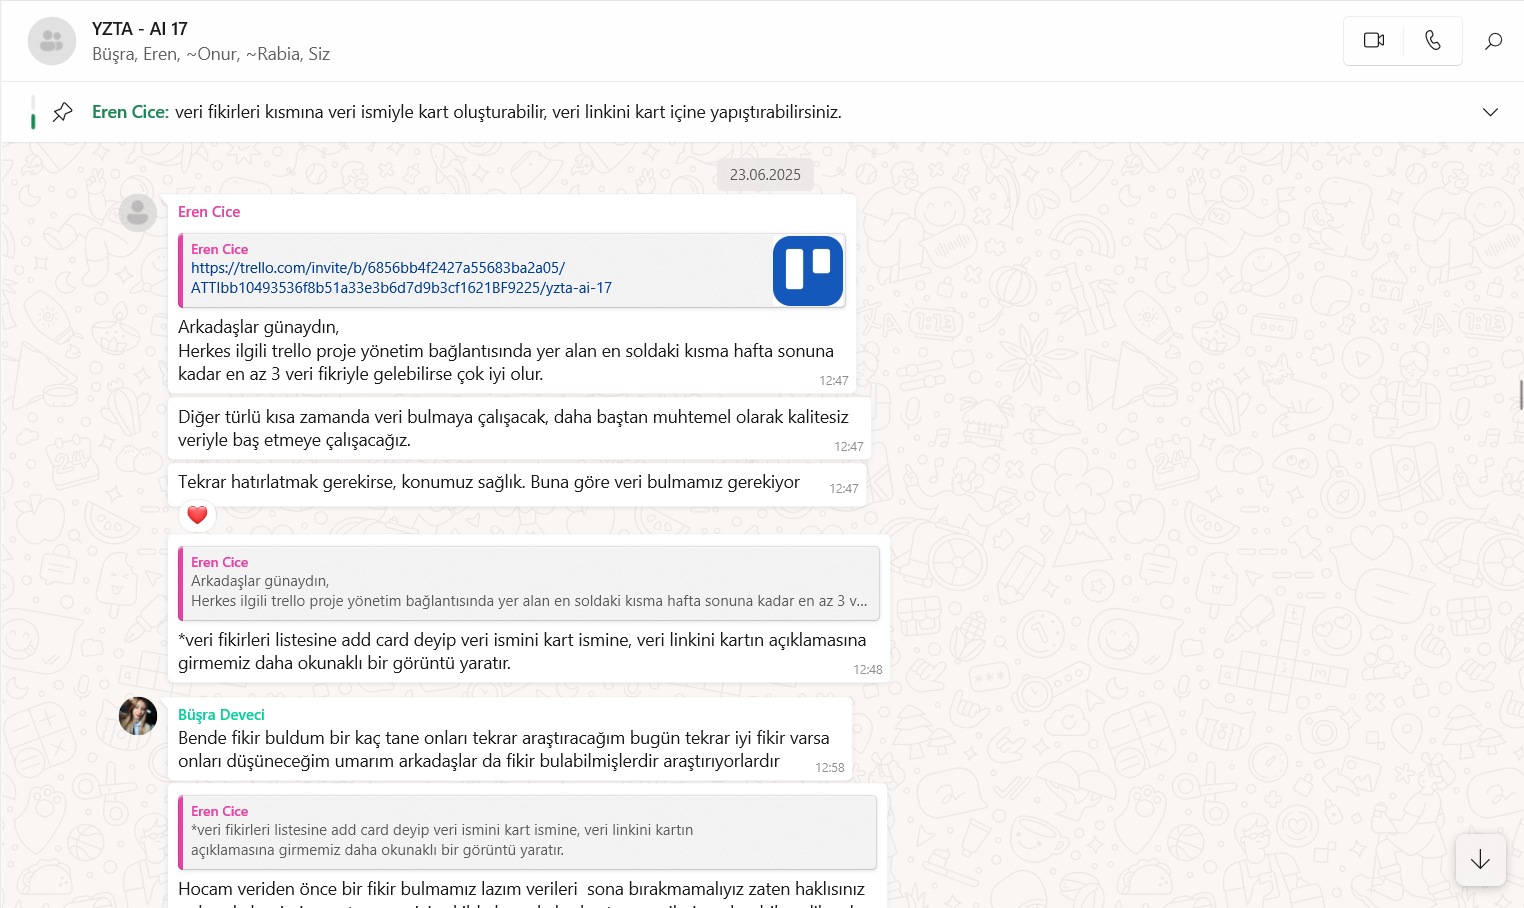 YZTA - AI 17
Büşra, Eren, ~Onur, ~Rabia, Siz
Eren Cice: veri fikirleri kısmına veri ismiyle kart oluşturabilir, veri linkini kart içine yapıştırabilirsiniz.
23.06.2025
Eren Cice
Eren Cice
https://trello.com/invite/b/6856bb4f2427a55683ba2a05/
ATTIbb10493536f8b51a33e3b6d7d9b3cf1621BF9225/yzta-ai-17
Arkadaşlar günaydın,
Herkes ilgili trello proje yönetim bağlantısında yer alan en soldaki kısma hafta sonuna
kadar en az 3 veri fikriyle gelebilirse çok iyi olur.
12:47
Diğer türlü kısa zamanda veri bulmaya çalışacak, daha baştan muhtemel olarak kalitesiz
veriyle baş etmeye çalışacağız.
12:47
Tekrar hatırlatmak gerekirse, konumuz sağlık. Buna göre veri bulmamız gerekiyor
12:47
Eren Cice
Arkadaşlar günaydın,
Herkes ilgili trello proje yönetim bağlantısında yer alan en soldaki kısma hafta sonuna kadar en az 3 v...
*veri fikirleri listesine add card deyip veri ismini kart ismine, veri linkini kartın açıklamasına
girmemiz daha okunaklı bir görüntü yaratır.
12:48
Büşra Deveci
Bende fikir buldum bir kaç tane onları tekrar araştıracağım bugün tekrar iyi fikir varsa
onları düşüneceğim umarım arkadaşlar da fikir bulabilmişlerdir araştırıyorlardır
12:58
Eren Cice
*veri fikirleri listesine add card deyip veri ismini kart ismine, veri linkini kartın
açıklamasına girmemiz daha okunaklı bir görüntü yaratır.
Hocam veriden önce bir fikir bulmamız lazım verileri  sona bırakmamalıyız zaten haklısınız